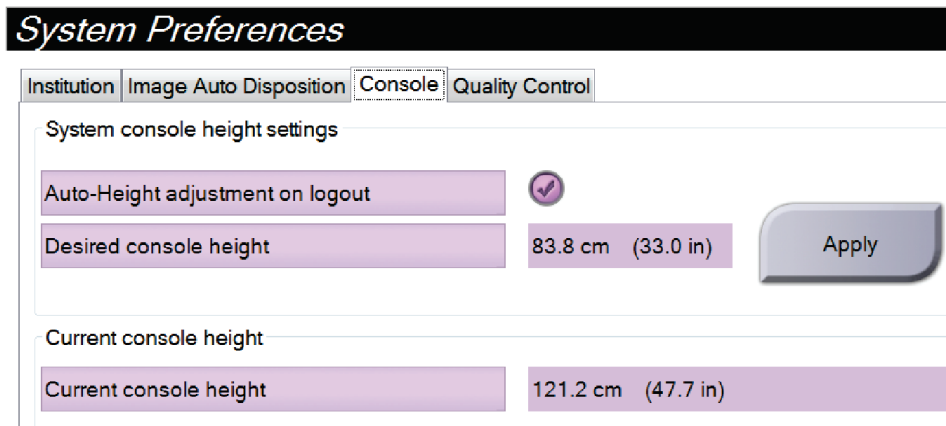 System Preferences
Institution Image Auto Disposition Console Quality Control
System console height settings
Auto-Height adjustment on logout
Desired console height 83.8 cm (33.0 in) Apply
Current console height
Current console height 121.2 cm (47.7 in)